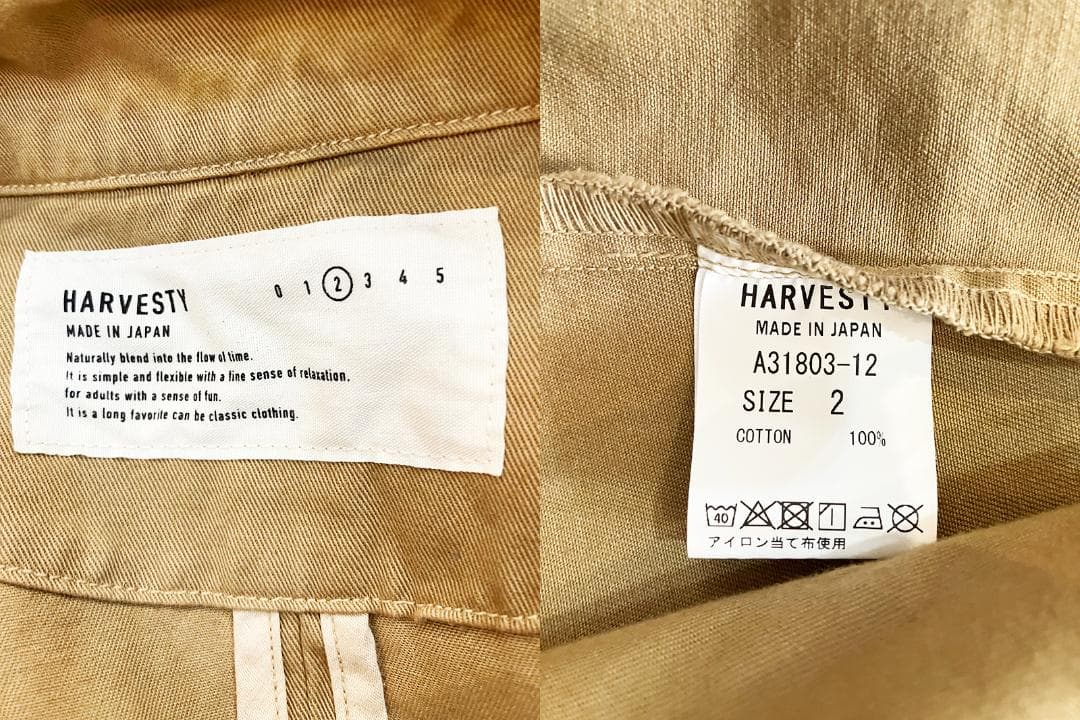 HARVESTY
0 1 2 3 4 5
MADE IN JAPAN
Naturally blend into the flow of time.
It is simple and flexible with a fine sense of relaxation,
for adults with a sense of fun.
It is a long favorite can be classic clothing.
HARVESTY
MADE IN JAPAN
A31803-12
SIZE 2
COTTON 100%
40
アイロン当て布使用